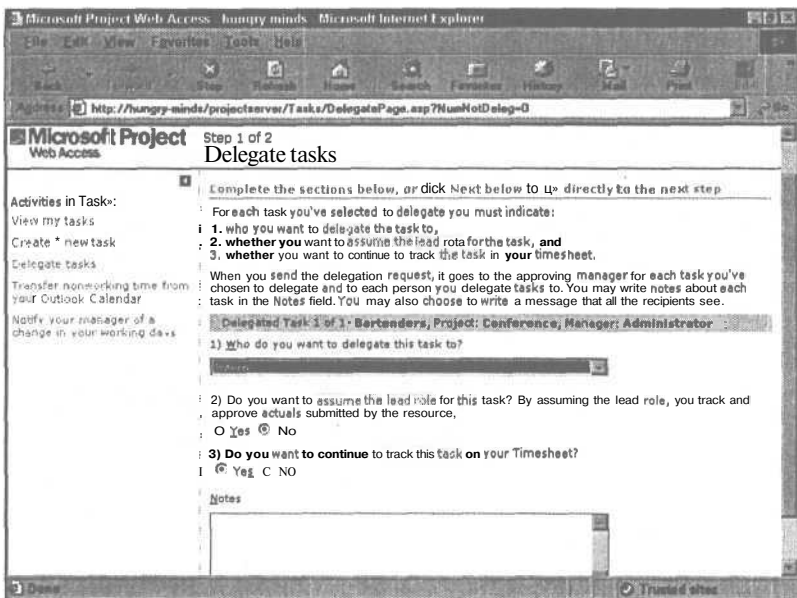 Microsoft Project Web Access hungry minds Microsoft Internet Explorer
File Edit View Favorites Tools Help
Back Stop Refresh Home Search Favorites History Mail Print
Address http://hungry-minds/projectserver/Tasks/DelegatePage.asp?NumNotDeleg=0
Microsoft Project
Web Access
Step 1 of 2
Delegate tasks
Activities in Task»:
View my tasks
Create * new task
Delegate tasks
Transfer nonworking time from
your Outlook Calendar
Notify your manager of a
change in your working days
Complete the sections below, or dick Next below to ц» directly to the next step
For each task you've selected to delegate you must indicate:
1. who you want to delegate the task to,
2. whether you want to assume the lead rota for the task, and
3. whether you want to continue to track the task in your timesheet.
When you send the delegation request, it goes to the approving manager for each task you've
chosen to delegate and to each person you delegate tasks to. You may write notes about each
task in the Notes field. You may also choose to write a message that all the recipients see.
Delegated Task 1 of 1 · Bartenders, Project: Conference, Manager: Administrator
1) Who do you want to delegate this task to?
2) Do you want to assume the lead role for this task? By assuming the lead role, you track and
approve actuals submitted by the resource,
O Yes No
3) Do you want to continue to track this task on your Timesheet?
Yes C NO
Notes
Done Trusted sites